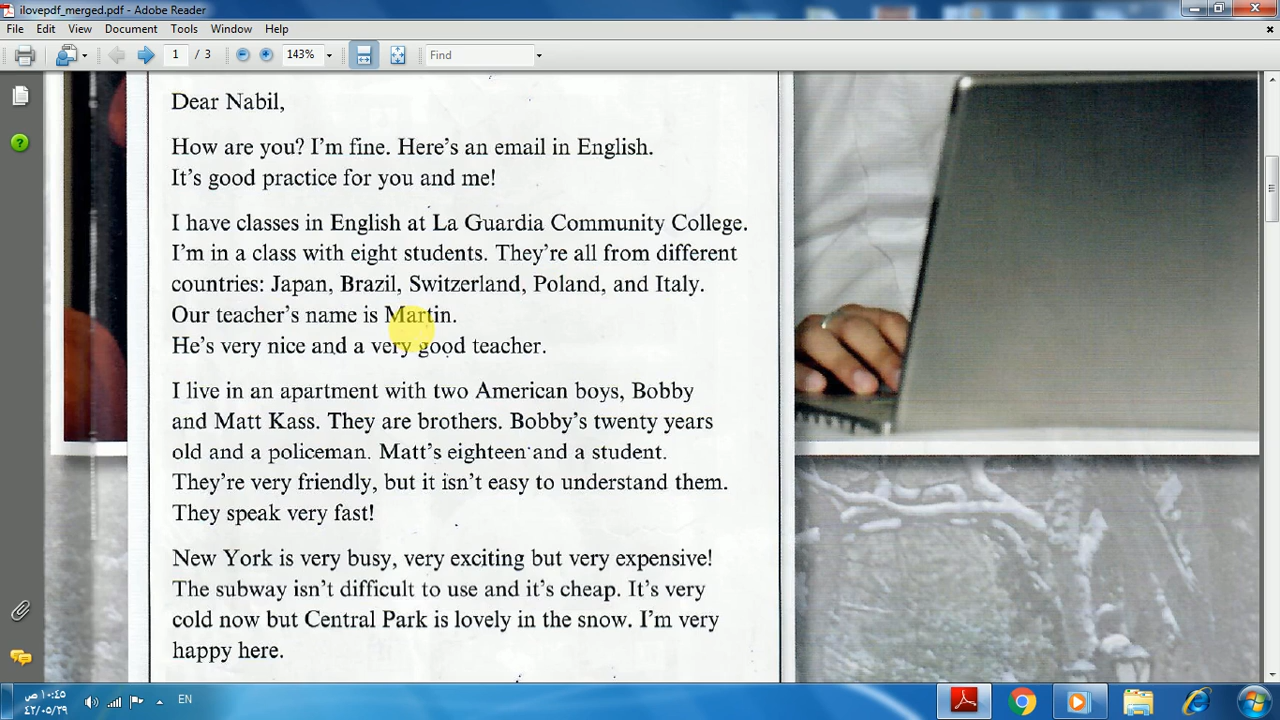 ilovepdf_merged.pdf - Adobe Reader
File Edit View Document Tools Window Help
1 / 3 143% Find
Dear Nabil,
How are you? I'm fine. Here's an email in English.
It's good practice for you and me!
I have classes in English at La Guardia Community College.
I'm in a class with eight students. They're all from different
countries: Japan, Brazil, Switzerland, Poland, and Italy.
Our teacher's name is Martin.
He's very nice and a very good teacher.
I live in an apartment with two American boys, Bobby
and Matt Kass. They are brothers. Bobby's twenty years
old and a policeman. Matt's eighteen and a student.
They're very friendly, but it isn't easy to understand them.
They speak very fast!
New York is very busy, very exciting but very expensive!
The subway isn't difficult to use and it's cheap. It's very
cold now but Central Park is lovely in the snow. I'm very
happy here.
١٠:٤٥ ص
٤٢/٠٥/٢٩
EN